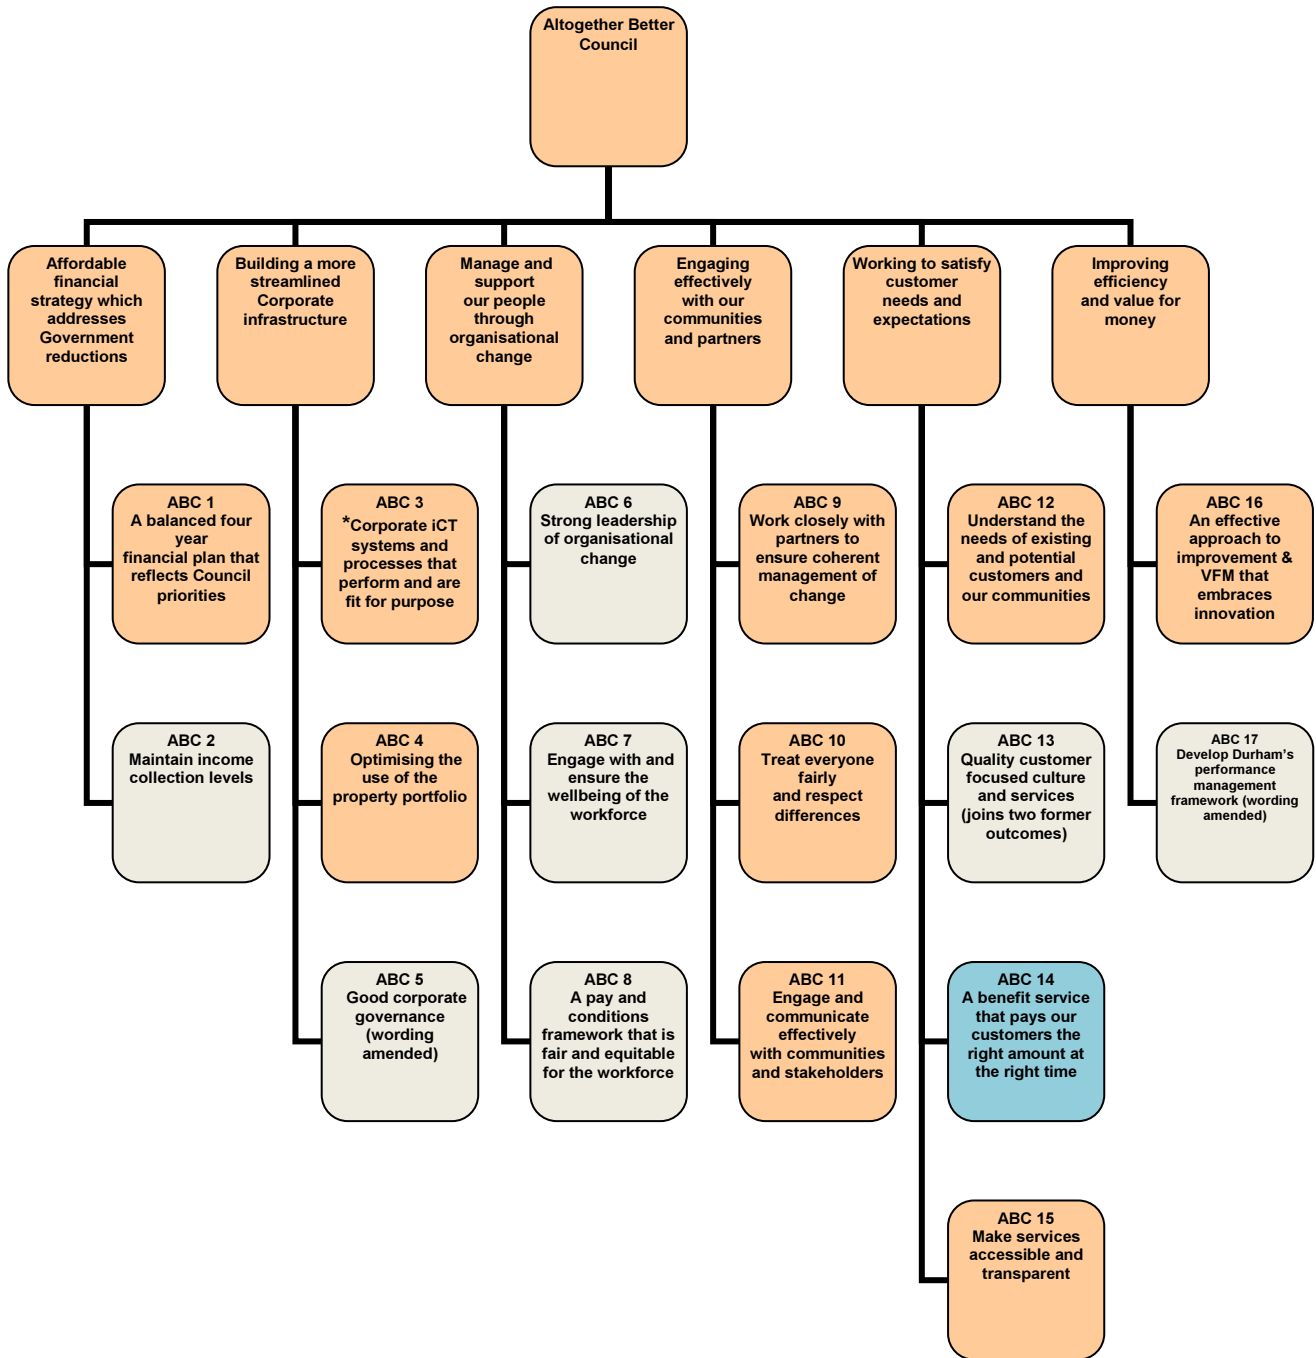 Altogether Better
Council
Affordable
financial
strategy which
addresses
Government
reductions
Building a more
streamlined
Corporate
infrastructure
Manage and
support
our people
through
organisational
change
Engaging
effectively
with our
communities
and partners
Working to satisfy
customer
needs and
expectations
Improving
efficiency
and value for
money
ABC 1
A balanced four
year
financial plan that
reflects Council
priorities
ABC 3
*Corporate iCT
systems and
processes that
perform and are
fit for purpose
ABC 6
Strong leadership
of organisational
change
ABC 9
Work closely with
partners to
ensure coherent
management of
change
ABC 12
Understand the
needs of existing
and potential
customers and
our communities
ABC 16
An effective
approach to
improvement &
VFM that
embraces
innovation
ABC 2
Maintain income
collection levels
ABC 4
Optimising the
use of the
property portfolio
ABC 7
Engage with and
ensure the
wellbeing of the
workforce
ABC 10
Treat everyone
fairly
and respect
differences
ABC 13
Quality customer
focused culture
and services
(joins two former
outcomes)
ABC 17
Develop Durham's
performance
management
framework (wording
amended)
ABC 5
Good corporate
governance
(wording
amended)
ABC 8
A pay and
conditions
framework that is
fair and equitable
for the workforce
ABC 11
Engage and
communicate
effectively
with communities
and stakeholders
ABC 14
A benefit service
that pays our
customers the
right amount at
the right time
ABC 15
Make services
accessible and
transparent